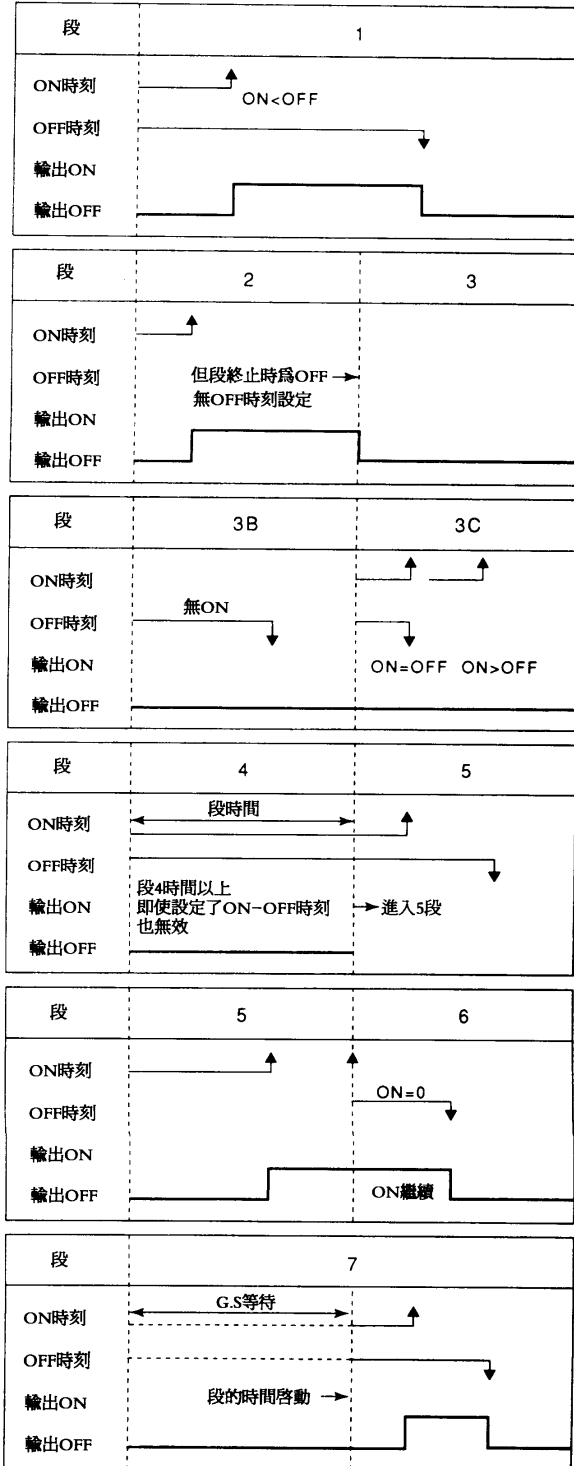 段 1
ON時刻
ON<OFF
OFF時刻
輸出ON
輸出OFF
段 2 3
ON時刻
OFF時刻 但段終止時爲OFF
無OFF時刻設定
輸出ON
輸出OFF
段 3B 3C
ON時刻
無ON
OFF時刻
輸出ON ON=OFF ON>OFF
輸出OFF
段 4 5
段時間
ON時刻
OFF時刻
段4時間以上
輸出ON 即使設定了ON-OFF時刻 進入5段
也無效
輸出OFF
段 5 6
ON時刻
ON=0
OFF時刻
輸出ON
輸出OFF ON繼續
段 7
G.S等待
ON時刻
OFF時刻
輸出ON 段的時間啓動
輸出OFF